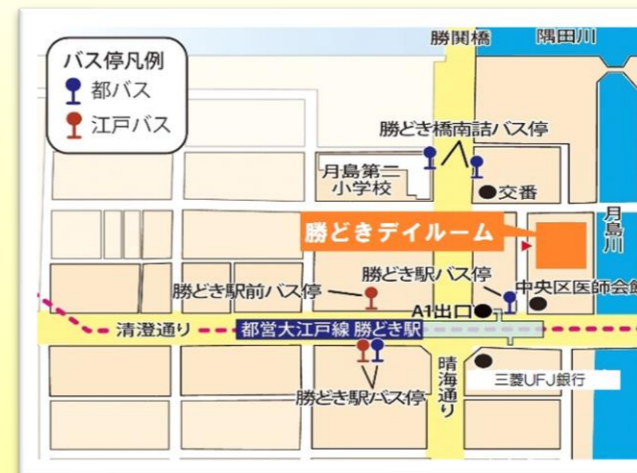 勝鬨橋
隅田川
バス停凡例
都バス
江戸バス
勝どき橋南詰バス停
月島第二
小学校
交番
勝どきデイルーム
月島川
勝どき駅バス停
勝どき駅前バス停
中央区医師会館
A1出口
清澄通り
都営大江戸線 勝どき駅
晴海通り
三菱UFJ銀行
勝どき駅バス停